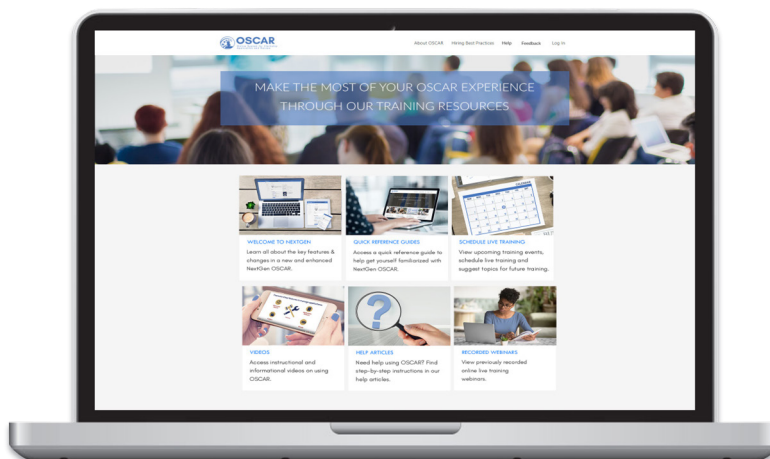 OSCAR
About OSCAR Hiring Best Practices Help Feedback Log In
MAKE THE MOST OF YOUR OSCAR EXPERIENCE
THROUGH OUR TRAINING RESOURCES
WELCOME TO NEXTGEN
Learn all about the key features &
changes in a new and enhanced
NextGen OSCAR.
QUICK REFERENCE GUIDES
Access a quick reference guide to
help get yourself familiarized with
NextGen OSCAR.
SCHEDULE LIVE TRAINING
View upcoming training events,
schedule live training and
suggest topics for future training.
VIDEOS
Access instructional and
informational videos on using
OSCAR.
HELP ARTICLES
Need help using OSCAR? Find
step-by-step instructions in our
help articles.
RECORDED WEBINARS
View previously recorded
online live training
webinars.